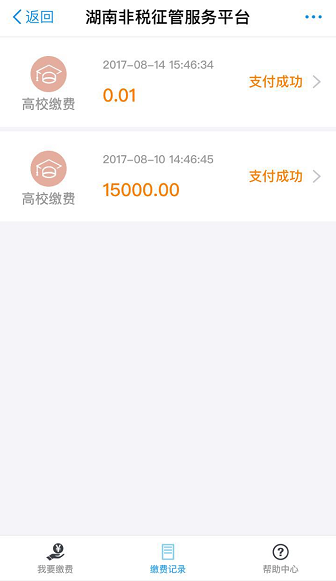 返回 湖南非税征管服务平台
2017-08-14 15:46:34
0.01
支付成功
高校缴费
2017-08-10 14:46:45
15000.00
支付成功
高校缴费
我要缴费 缴费记录 帮助中心